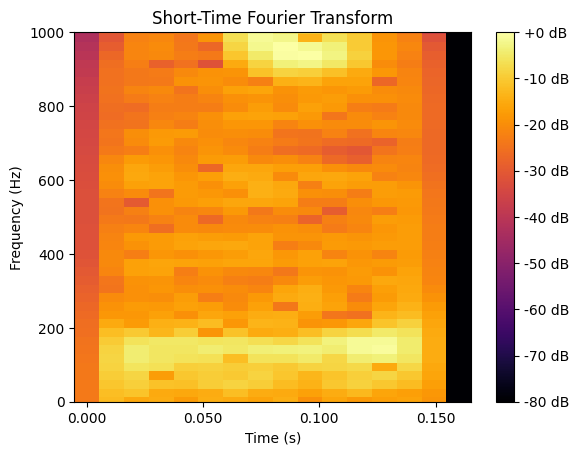 Short-Time Fourier Transform
1000
800
600
400
200
0
Frequency (Hz)
0.000
0.050
0.100
0.150
Time (s)
+0 dB
-10 dB
-20 dB
-30 dB
-40 dB
-50 dB
-60 dB
-70 dB
-80 dB